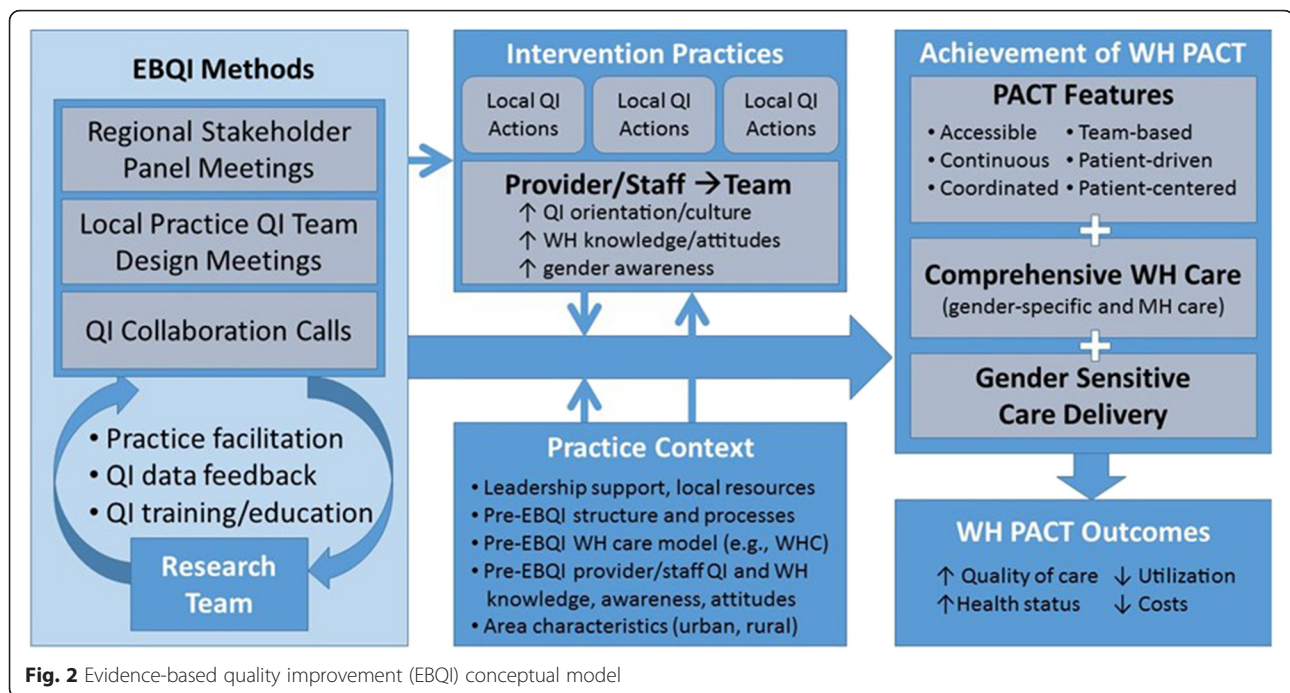 EBQI Methods
Regional Stakeholder
Panel Meetings
Local Practice QI Team
Design Meetings
QI Collaboration Calls
• Practice facilitation
• QI data feedback
• QI training/education
Research
Team
Intervention Practices
Local QI
Actions
Local QI
Actions
Local QI
Actions
Provider/Staff →Team
↑ QI orientation/culture
↑ WH knowledge/attitudes
↑ gender awareness
Practice Context
• Leadership support, local resources
• Pre-EBQI structure and processes
• Pre-EBQI WH care model (e.g., WHC)
• Pre-EBQI provider/staff QI and WH
knowledge, awareness, attitudes
• Area characteristics (urban, rural)
Achievement of WH PACT
PACT Features
• Accessible • Team-based
• Continuous • Patient-driven
• Coordinated • Patient-centered
+
Comprehensive WH Care
(gender-specific and MH care)
+
Gender Sensitive
Care Delivery
WH PACT Outcomes
↑ Quality of care ↓ Utilization
↑Health status ↓ Costs
Fig. 2 Evidence-based quality improvement (EBQI) conceptual model